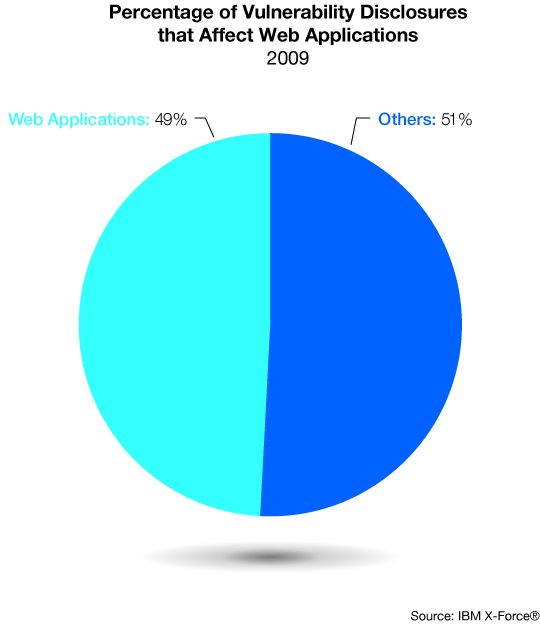 Percentage of Vulnerability Disclosures
that Affect Web Applications
2009
Web Applications: 49%
Others: 51%
Source: IBM X-Force®